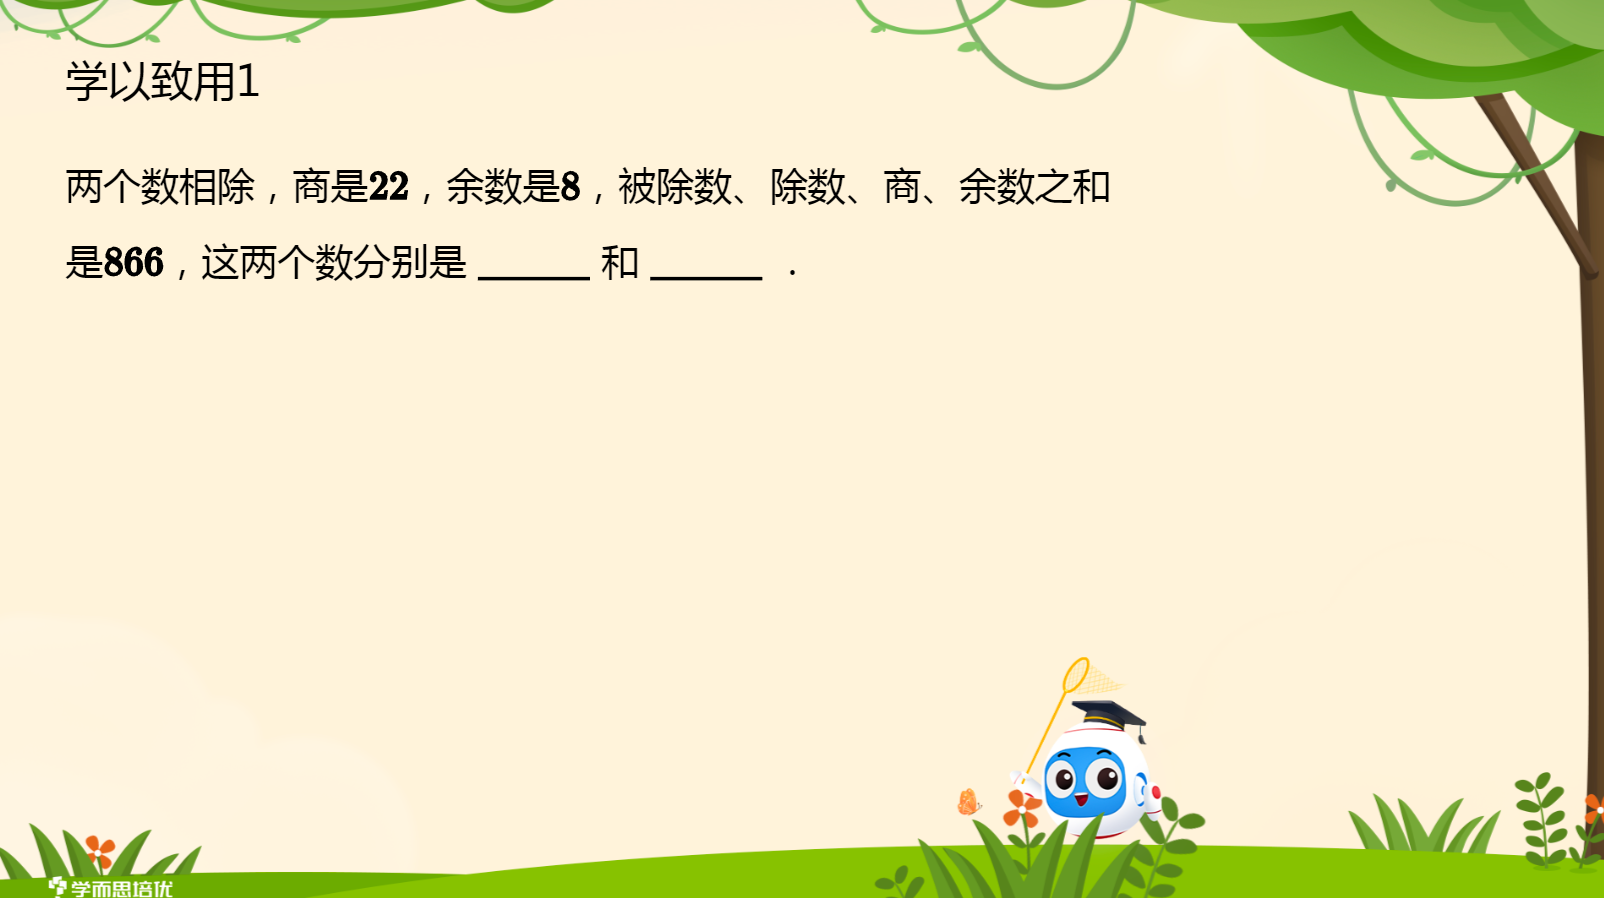 学以致用1
两个数相除，商是22，余数是8，被除数、除数、商、余数之和
是866，这两个数分别是 ______ 和 ______ ．
学而思培优